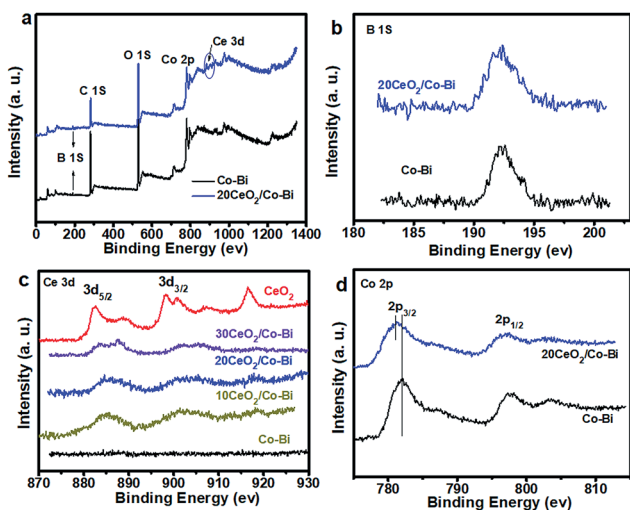 a
O 1S
Ce 3d
Co 2p
C 1S
B 1S
Co-Bi
20CeO2/Co-Bi
Intensity (a. u.)
0 200 400 600 800 1000 1200 1400
Binding Energy (ev)
b
B 1S
20CeO2/Co-Bi
Co-Bi
Intensity (a. u.)
180 185 190 195 200
Binding Energy (ev)
c
Ce 3d
3d5/2
3d3/2
CeO2
30CeO2/Co-Bi
20CeO2/Co-Bi
10CeO2/Co-Bi
Co-Bi
Intensity (a. u.)
870 880 890 900 910 920 930
Binding Energy (ev)
d
Co 2p
2p3/2
2p1/2
20CeO2/Co-Bi
Co-Bi
Intensity (a. u.)
780 790 800 810
Binding Energy (ev)